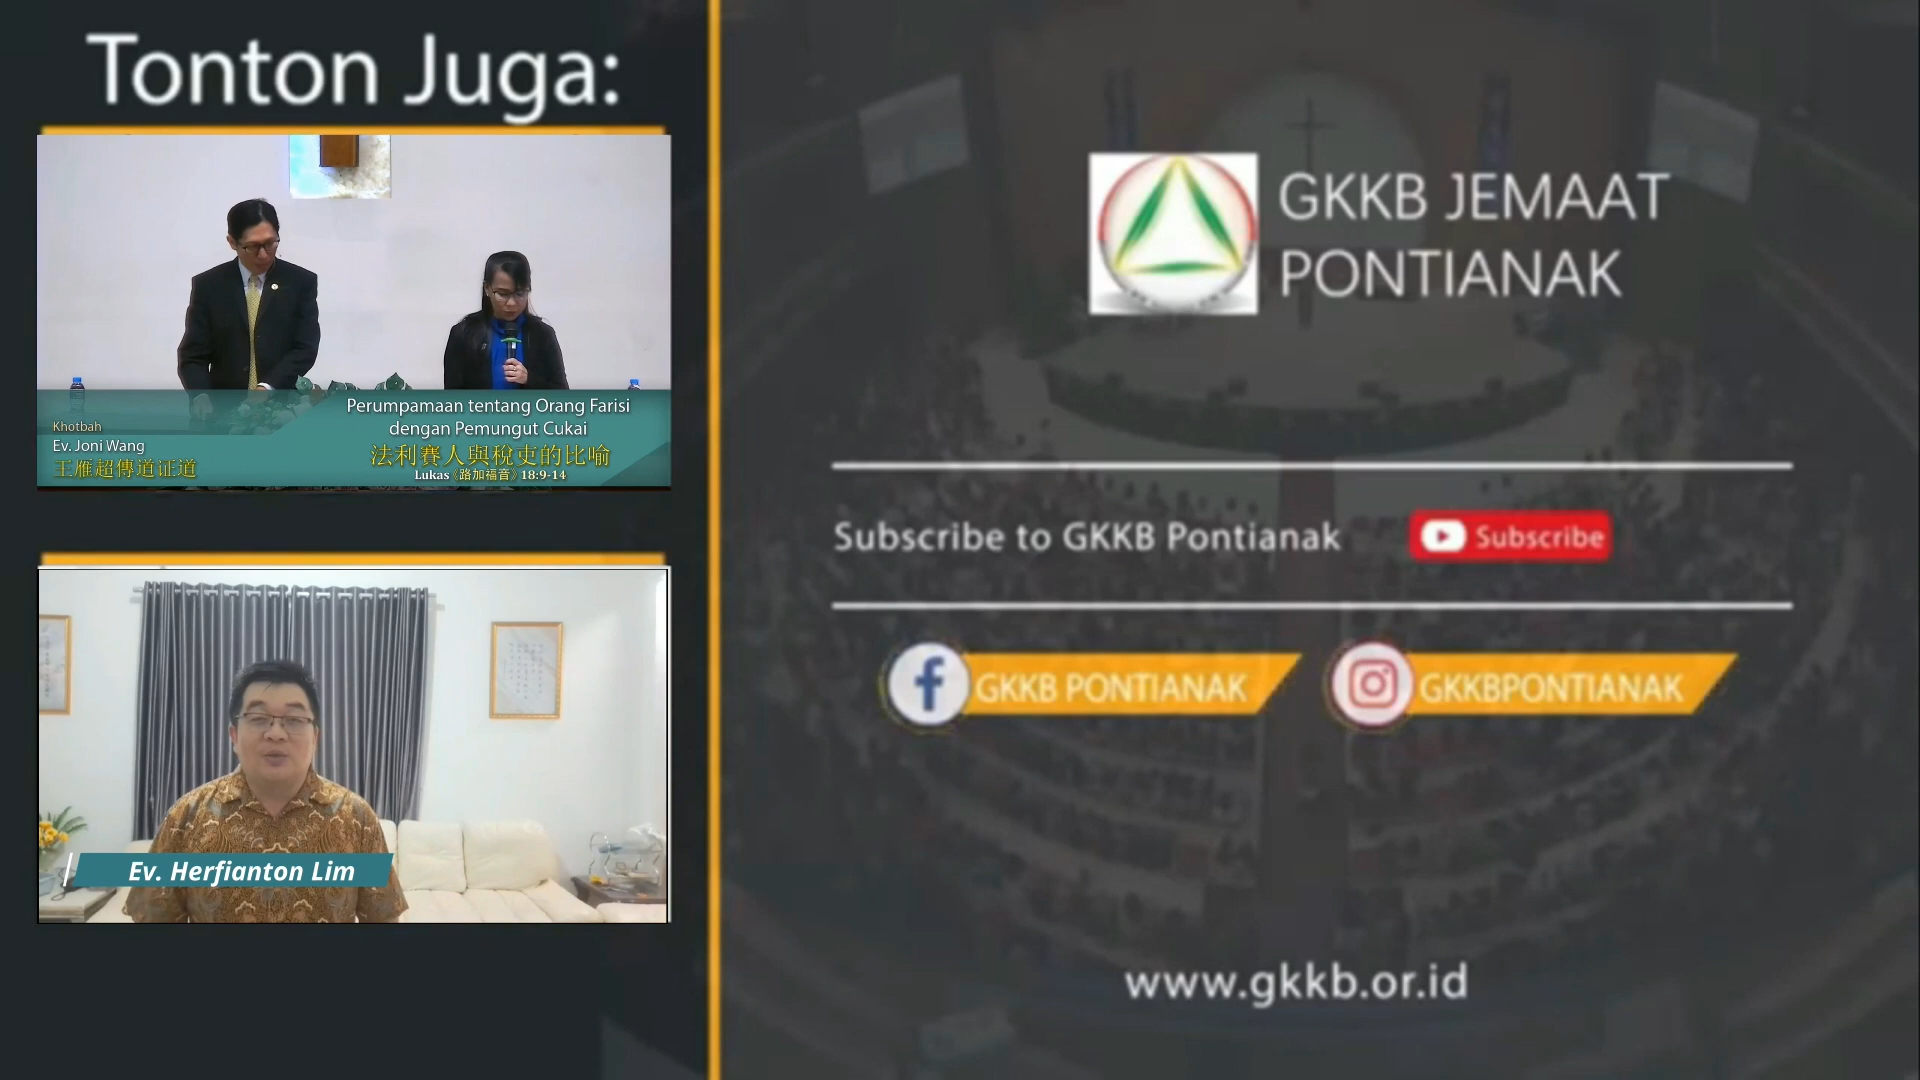 Tonton Juga:
Perumpamaan tentang Orang Farisi
dengan Pemungut Cukai
法利賽人與稅吏的比喻
Lukas《路加福音》18:9-14
Khotbah
Ev. Joni Wang
王雁超傳道证道
Ev. Herfianton Lim
GKKB JEMAAT
PONTIANAK
Subscribe to GKKB Pontianak
Subscribe
GKKB PONTIANAK
GKKBPONTIANAK
www.gkkb.or.id